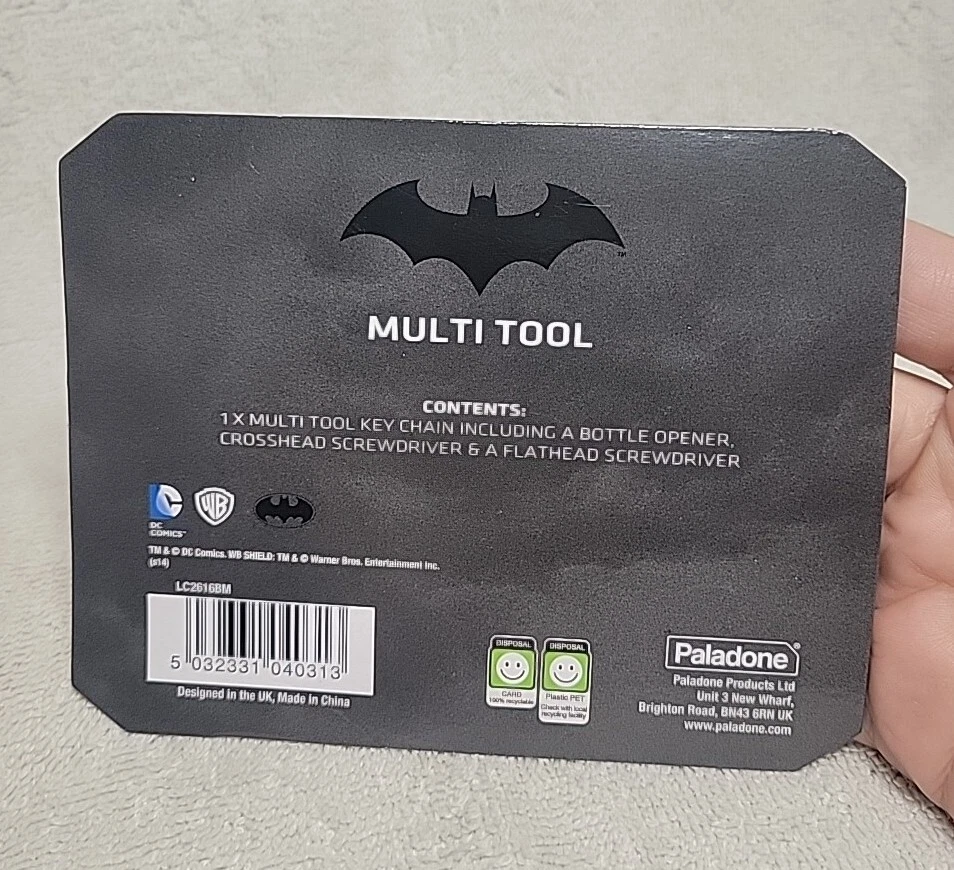 TM
MULTI TOOL
CONTENTS:
1 X MULTI TOOL KEY CHAIN INCLUDING A BOTTLE OPENER,
CROSSHEAD SCREWDRIVER & A FLATHEAD SCREWDRIVER
DC
COMICS™
WB
TM & © DC Comics. WB SHIELD: TM & © Warner Bros. Entertainment Inc.
(s14)
LC2616BM
5 032331 040313
Designed in the UK, Made in China
DISPOSAL
CARD
100% recyclable
DISPOSAL
Plastic PET
Check with local
recycling facility
Paladone®
Paladone Products Ltd
Unit 3 New Wharf,
Brighton Road, BN43 6RN UK
www.paladone.com